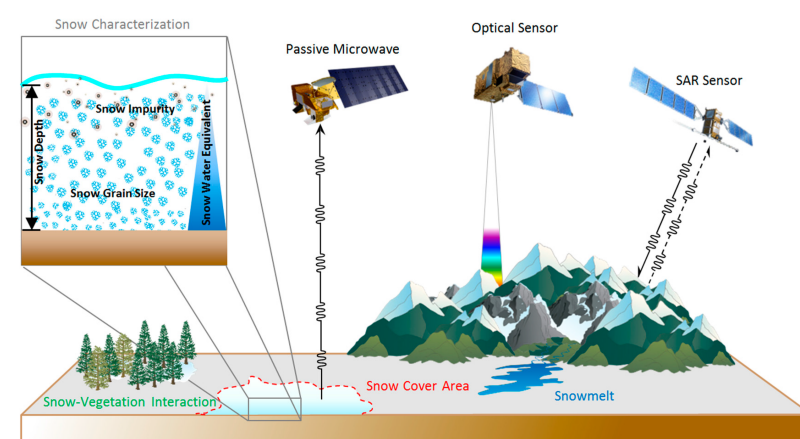 Snow Characterization
Passive Microwave
Optical Sensor
SAR Sensor
Snow Impurity
Snow Depth
Snow Grain Size
Snow Water Equivalent
Snow-Vegetation Interaction
Snow Cover Area
Snowmelt